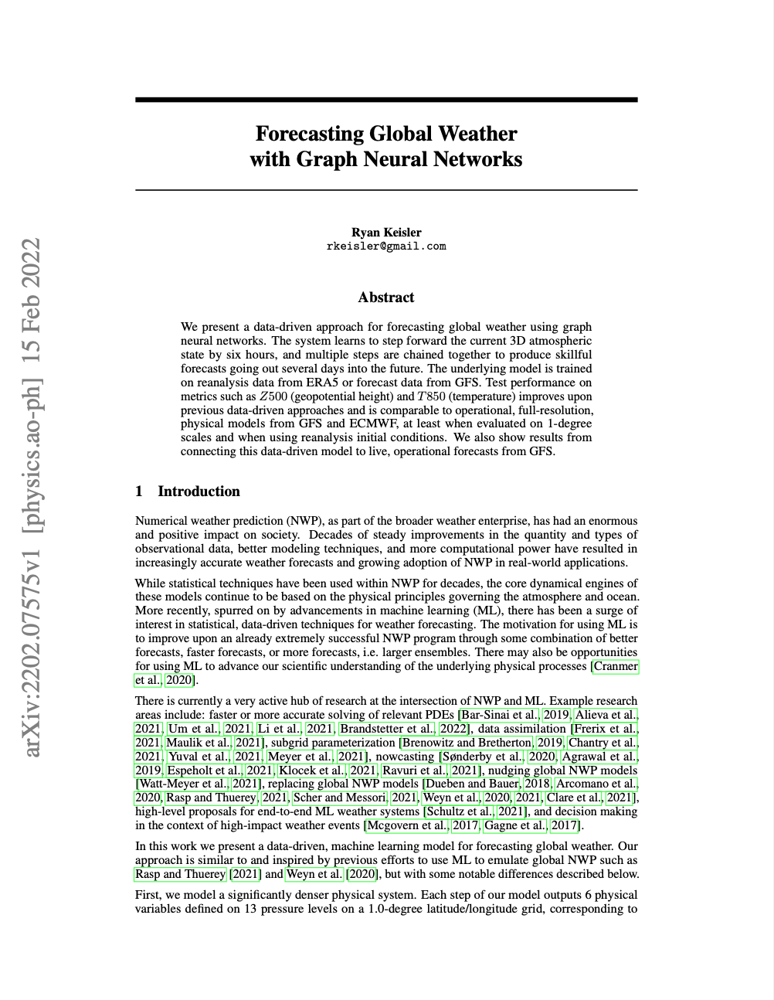 Forecasting Global Weather
with Graph Neural Networks
Ryan Keisler
rkeisler@gmail.com
Abstract
We present a data-driven approach for forecasting global weather using graph
neural networks. The system learns to step forward the current 3D atmospheric
state by six hours, and multiple steps are chained together to produce skillful
forecasts going out several days into the future. The underlying model is trained
on reanalysis data from ERA5 or forecast data from GFS. Test performance on
metrics such as Z500 (geopotential height) and T850 (temperature) improves upon
previous data-driven approaches and is comparable to operational, full-resolution,
physical models from GFS and ECMWF, at least when evaluated on 1-degree
scales and when using reanalysis initial conditions. We also show results from
connecting this data-driven model to live, operational forecasts from GFS.
1 Introduction
Numerical weather prediction (NWP), as part of the broader weather enterprise, has had an enormous
and positive impact on society. Decades of steady improvements in the quantity and types of
observational data, better modeling techniques, and more computational power have resulted in
increasingly accurate weather forecasts and growing adoption of NWP in real-world applications.
While statistical techniques have been used within NWP for decades, the core dynamical engines of
these models continue to be based on the physical principles governing the atmosphere and ocean.
More recently, spurred on by advancements in machine learning (ML), there has been a surge of
interest in statistical, data-driven techniques for weather forecasting. The motivation for using ML is
to improve upon an already extremely successful NWP program through some combination of better
forecasts, faster forecasts, or more forecasts, i.e. larger ensembles. There may also be opportunities
for using ML to advance our scientific understanding of the underlying physical processes [Cranmer
et al., 2020].
There is currently a very active hub of research at the intersection of NWP and ML. Example research
areas include: faster or more accurate solving of relevant PDEs [Bar-Sinai et al., 2019, Alieva et al.,
2021, Um et al., 2021, Li et al., 2021, Brandstetter et al., 2022], data assimilation [Frerix et al.,
2021, Maulik et al., 2021], subgrid parameterization [Brenowitz and Bretherton, 2019, Chantry et al.,
2021, Yuval et al., 2021, Meyer et al., 2021], nowcasting [Sønderby et al., 2020, Agrawal et al.,
2019, Espeholt et al., 2021, Klocek et al., 2021, Ravuri et al., 2021], nudging global NWP models
[Watt-Meyer et al., 2021], replacing global NWP models [Dueben and Bauer, 2018, Arcomano et al.,
2020, Rasp and Thuerey, 2021, Scher and Messori, 2021, Weyn et al., 2020, 2021, Clare et al., 2021],
high-level proposals for end-to-end ML weather systems [Schultz et al., 2021], and decision making
in the context of high-impact weather events [Mcgovern et al., 2017, Gagne et al., 2017].
In this work we present a data-driven, machine learning model for forecasting global weather. Our
approach is similar to and inspired by previous efforts to use ML to emulate global NWP such as
Rasp and Thuerey [2021] and Weyn et al. [2020], but with some notable differences described below.
First, we model a significantly denser physical system. Each step of our model outputs 6 physical
variables defined on 13 pressure levels on a 1.0-degree latitude/longitude grid, corresponding to
arXiv:2202.07575v1 [physics.ao-ph] 15 Feb 2022